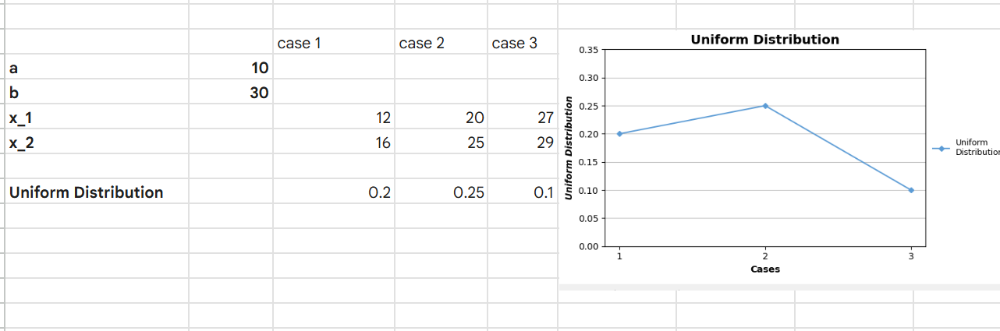 case 1 case 2 case 3
a 10
b 30
x_1 12 20 27
x_2 16 25 29
Uniform Distribution 0.2 0.25 0.1
Uniform Distribution
0.35
0.30
0.25
0.20
0.15
0.10
0.05
0.00
Uniform Distribution
1 2 3
Cases
Uniform
Distribution